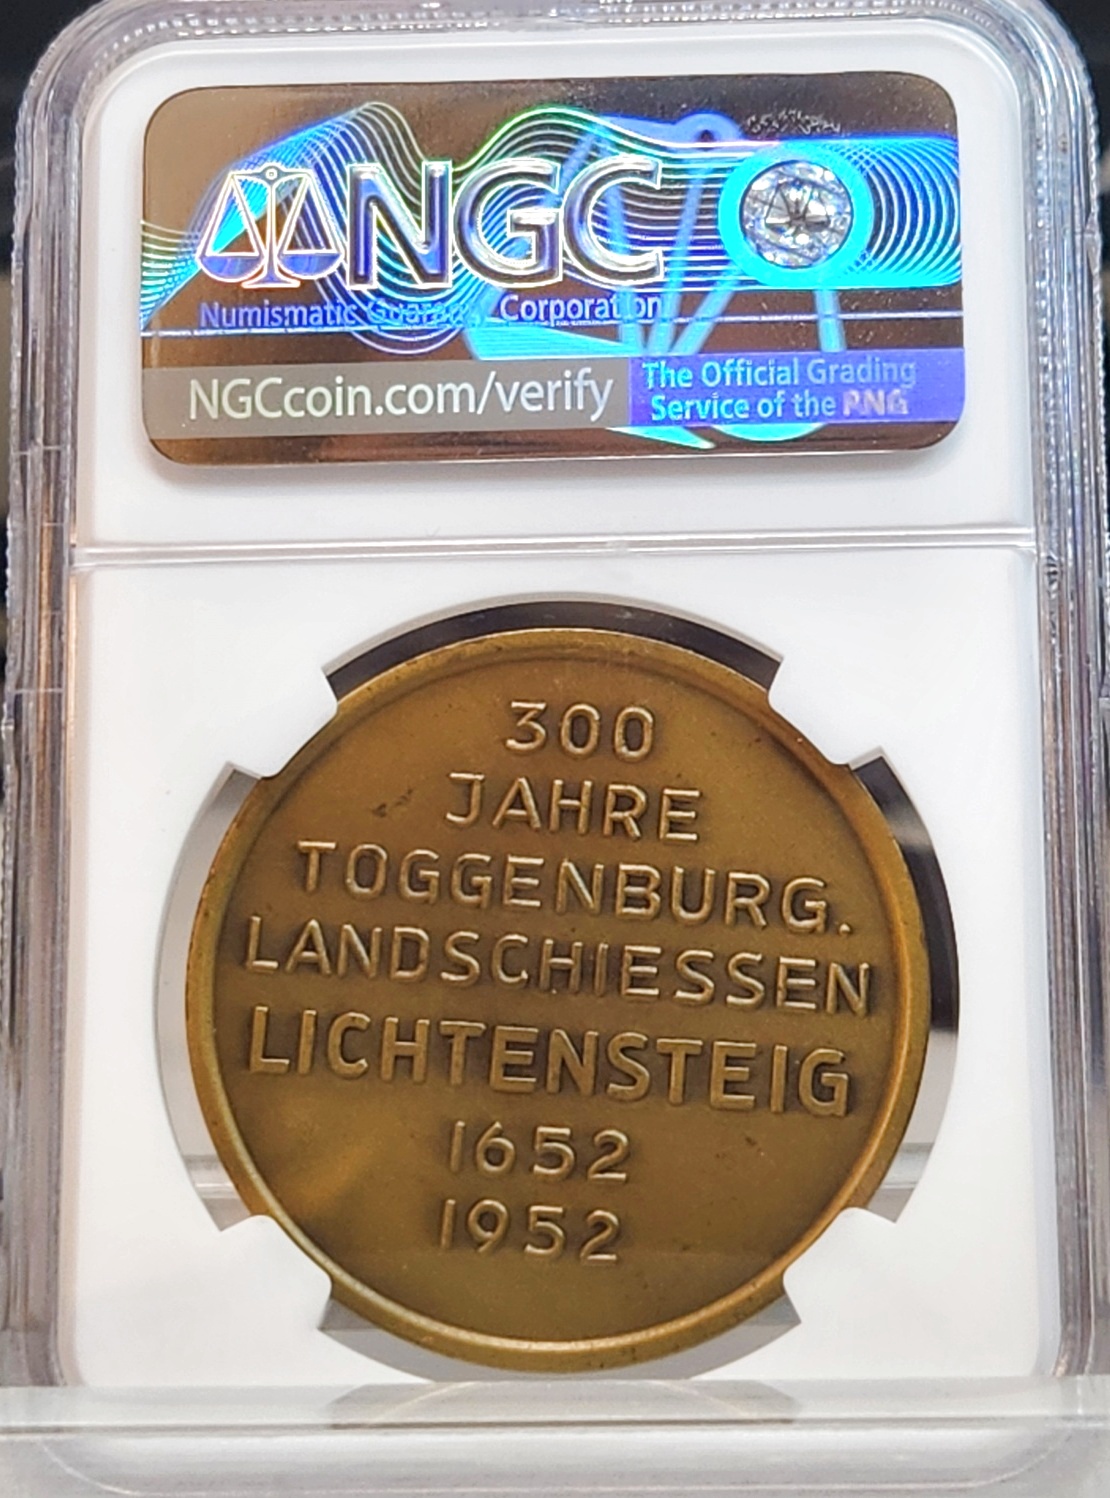 NGC
Numismatic Guaranty Corporation
NGCcoin.com/verify
The Official Grading
Service of the PNG
300
JAHRE
TOGGENBURG.
LANDSCHIESSEN
LICHTENSTEIG
1652
1952